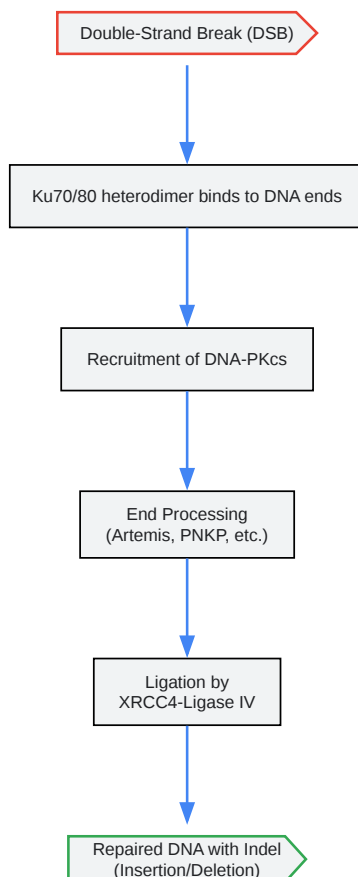 Double-Strand Break (DSB)
Ku70/80 heterodimer binds to DNA ends
Recruitment of DNA-PKcs
End Processing
(Artemis, PNKP, etc.)
Ligation by
XRCC4-Ligase IV
Repaired DNA with Indel
(Insertion/Deletion)